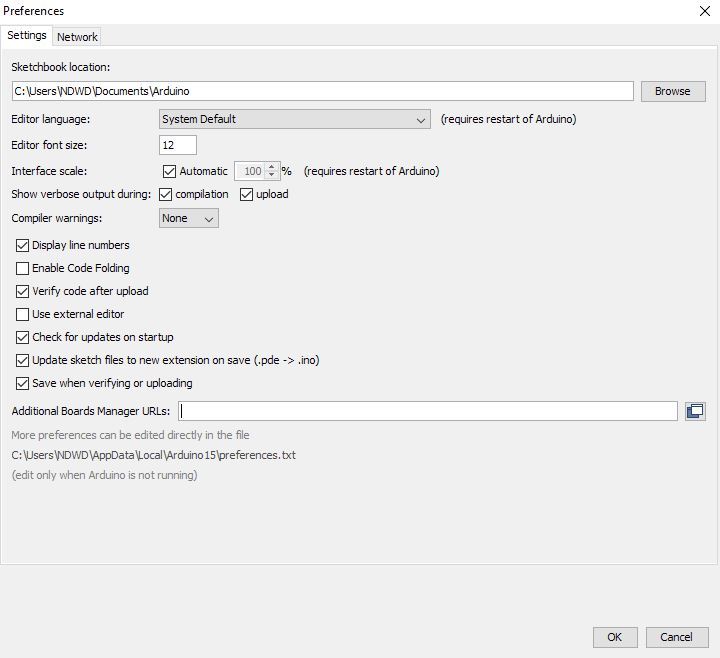 Preferences
Settings Network
Sketchbook location:
C:\Users\NDWD\Documents\Arduino Browse
Editor language: System Default (requires restart of Arduino)
Editor font size: 12
Interface scale: Automatic 100 % (requires restart of Arduino)
Show verbose output during: compilation upload
Compiler warnings: None
Display line numbers
Enable Code Folding
Verify code after upload
Use external editor
Check for updates on startup
Update sketch files to new extension on save (.pde -> .ino)
Save when verifying or uploading
Additional Boards Manager URLs:
More preferences can be edited directly in the file
C:\Users\NDWD\AppData\Local\Arduino15\preferences.txt
(edit only when Arduino is not running)
OK Cancel